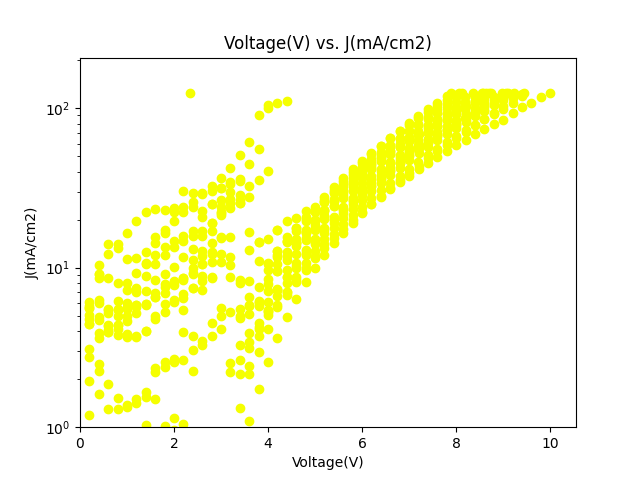 Voltage(V) vs. J(mA/cm2)
10²
10¹
10⁰
J(mA/cm2)
0 2 4 6 8 10
Voltage(V)